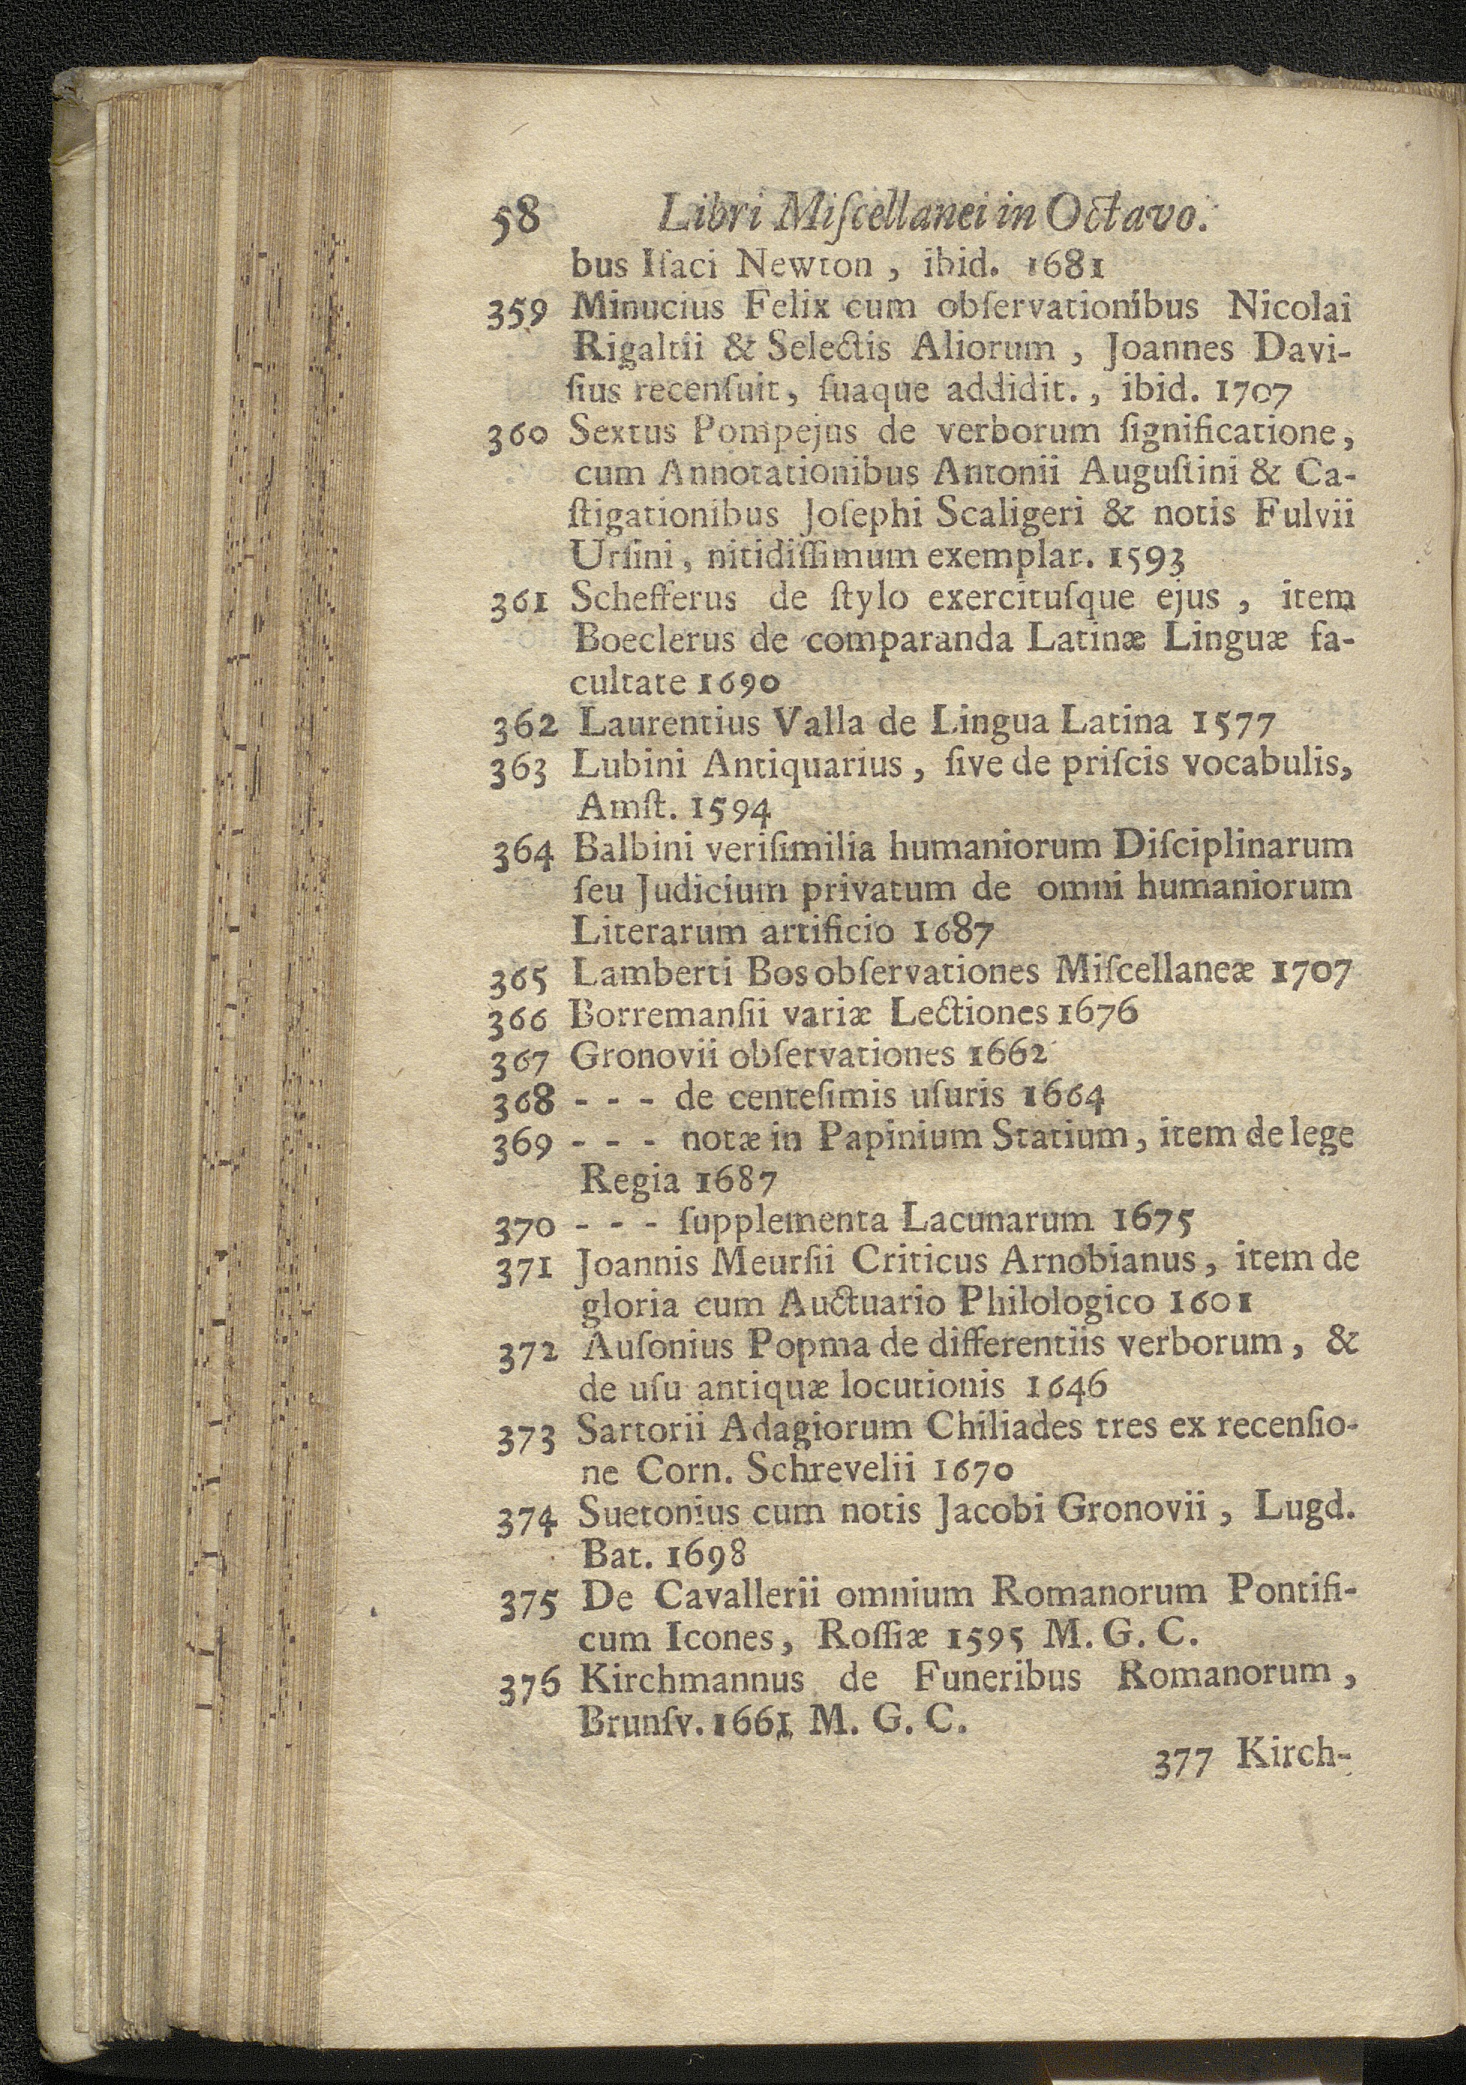 58 Libri Miſcellanei in Octavo.
bus Iſaci Newton , ibid. 1681
359 Minucius Felix cum obſervationibus Nicolai
Rigaltii & Selectis Aliorum , Joannes Davi-
ſius recenſuit, ſuaque addidit. , ibid. 1707
360 Sextus Pompejus de verborum ſignificatione,
cum Annotationibus Antonii Auguſtini & Ca-
ſtigationibus Joſephi Scaligeri & notis Fulvii
Urſini, nitidiſſimum exemplar. 1593
361 Schefferus de ſtylo exercituſque ejus , item
Boeclerus de comparanda Latinæ Linguæ fa-
cultate 1690
362 Laurentius Valla de Lingua Latina 1577
363 Lubini Antiquarius, ſive de priſcis vocabulis,
Amſt. 1594
364 Balbini veriſimilia humaniorum Diſciplinarum
ſeu Judicium privatum de omni humaniorum
Literarum artificio 1687
365 Lamberti Bos obſervationes Miſcellaneæ 1707
366 Borremanſii variæ Lectiones 1676
367 Gronovii obſervationes 1662
368 - - - de centeſimis uſuris 1664
369 - - - notæ in Papinium Statium, item de lege
Regia 1687
370 - - - ſupplementa Lacunarum 1675
371 Joannis Meurſii Criticus Arnobianus, item de
gloria cum Auctuario Philologico 1601
372 Auſonius Popma de differentiis verborum, &
de uſu antiquæ locutionis 1646
373 Sartorii Adagiorum Chiliades tres ex recenſio-
ne Corn. Schrevelii 1670
374 Suetonius cum notis Jacobi Gronovii , Lugd.
Bat. 1698
375 De Cavallerii omnium Romanorum Pontifi-
cum Icones, Roſſiæ 1595 M. G. C.
376 Kirchmannus de Funeribus Romanorum,
Brunſv. 1661 M. G. C.
377 Kirch-